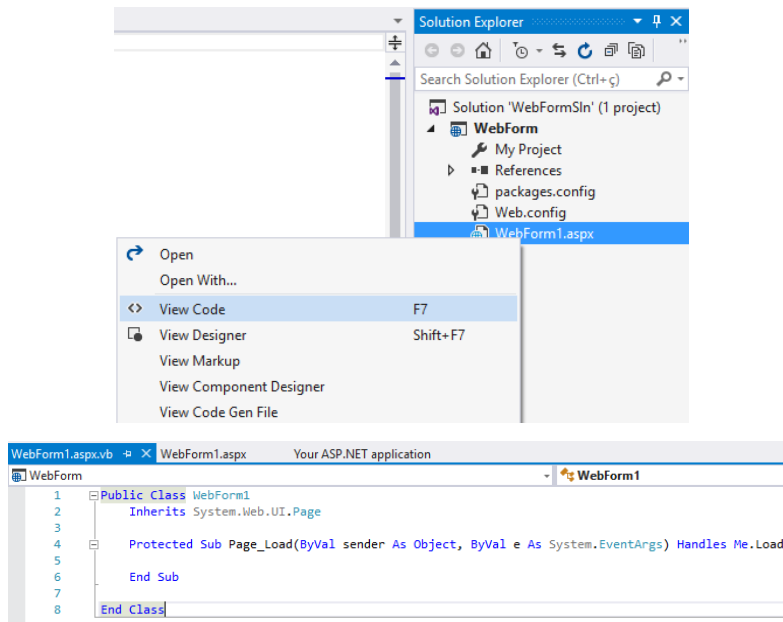 Solution Explorer
Search Solution Explorer (Ctrl+ç)
Solution 'WebFormSln' (1 project)
WebForm
My Project
References
packages.config
Web.config
WebForm1.aspx
Open
Open With...
View Code F7
View Designer Shift+F7
View Markup
View Component Designer
View Code Gen File
WebForm1.aspx.vb WebForm1.aspx Your ASP.NET application
WebForm WebForm1
1 Public Class WebForm1
2 Inherits System.Web.UI.Page
3
4 Protected Sub Page_Load(ByVal sender As Object, ByVal e As System.EventArgs) Handles Me.Load
5
6 End Sub
7
8 End Class